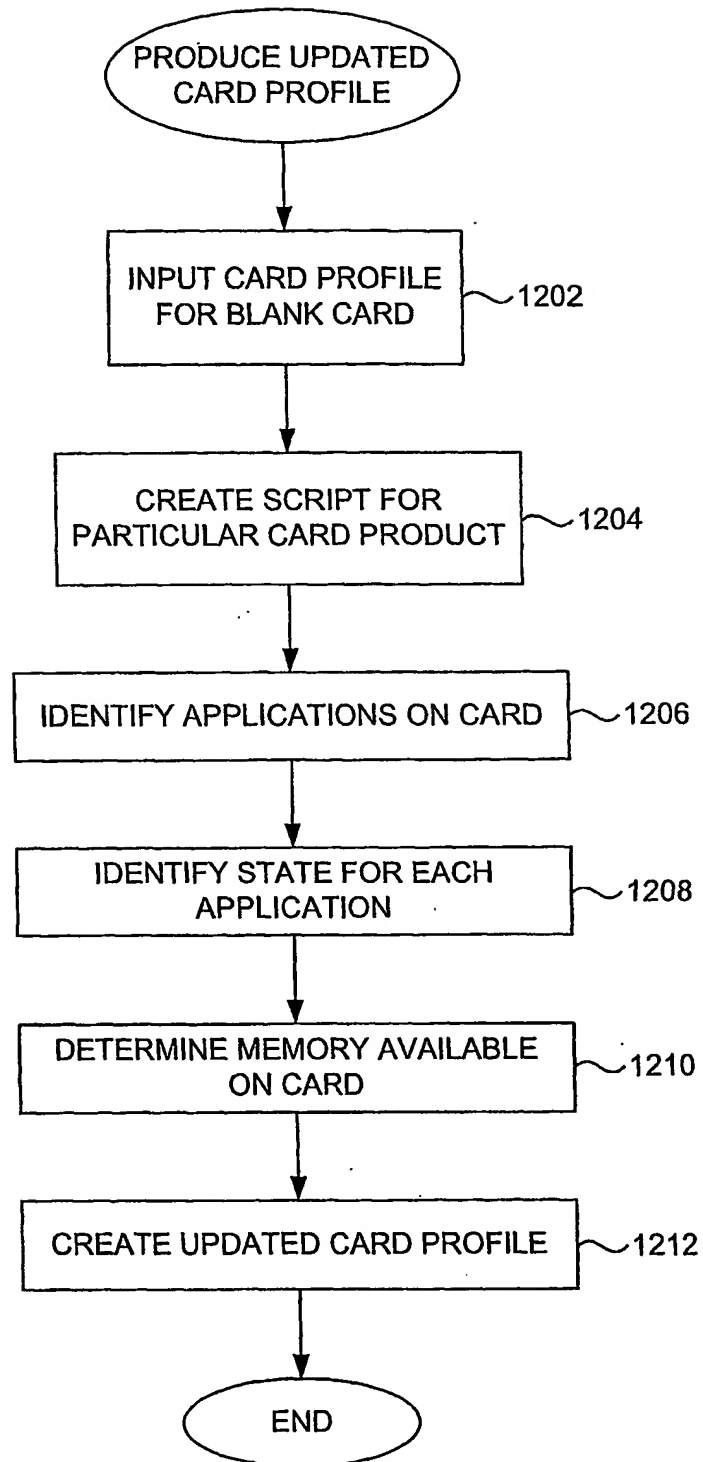 PRODUCE UPDATED
CARD PROFILE
INPUT CARD PROFILE
FOR BLANK CARD
1202
CREATE SCRIPT FOR
PARTICULAR CARD PRODUCT
1204
IDENTIFY APPLICATIONS ON CARD
1206
IDENTIFY STATE FOR EACH
APPLICATION
1208
DETERMINE MEMORY AVAILABLE
ON CARD
1210
CREATE UPDATED CARD PROFILE
1212
END